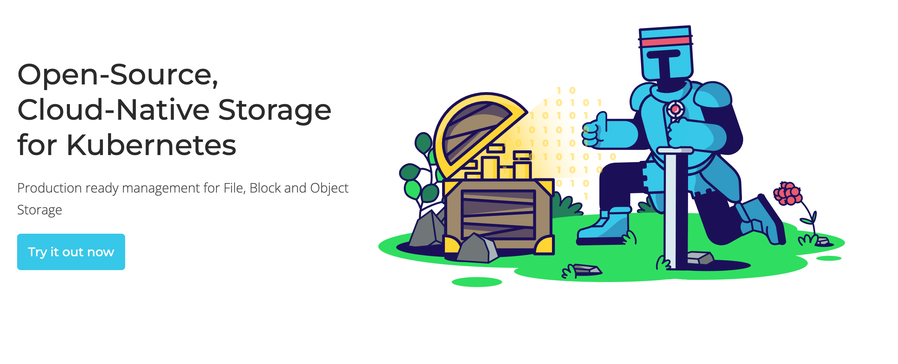 Open-Source,
Cloud-Native Storage
for Kubernetes
Production ready management for File, Block and Object
Storage
Try it out now